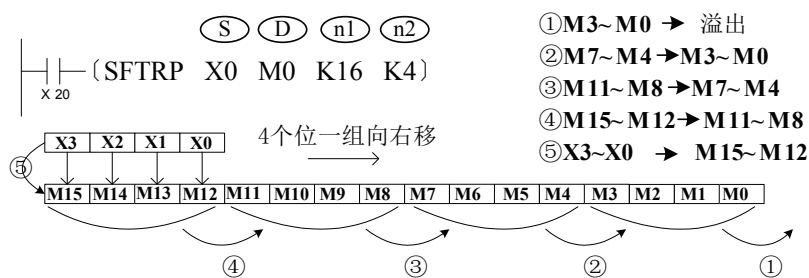 S D n1 n2
〔SFTRP X0 M0 K16 K4〕
X 20
①M3~M0 → 溢出
②M7~M4→M3~M0
③M11~M8→M7~M4
④M15~M12→M11~M8
⑤X3~X0 → M15~M12
4个位一组向右移
X3 X2 X1 X0
⑤
M15 M14 M13 M12 M11 M10 M9 M8 M7 M6 M5 M4 M3 M2 M1 M0
④ ③ ② ①